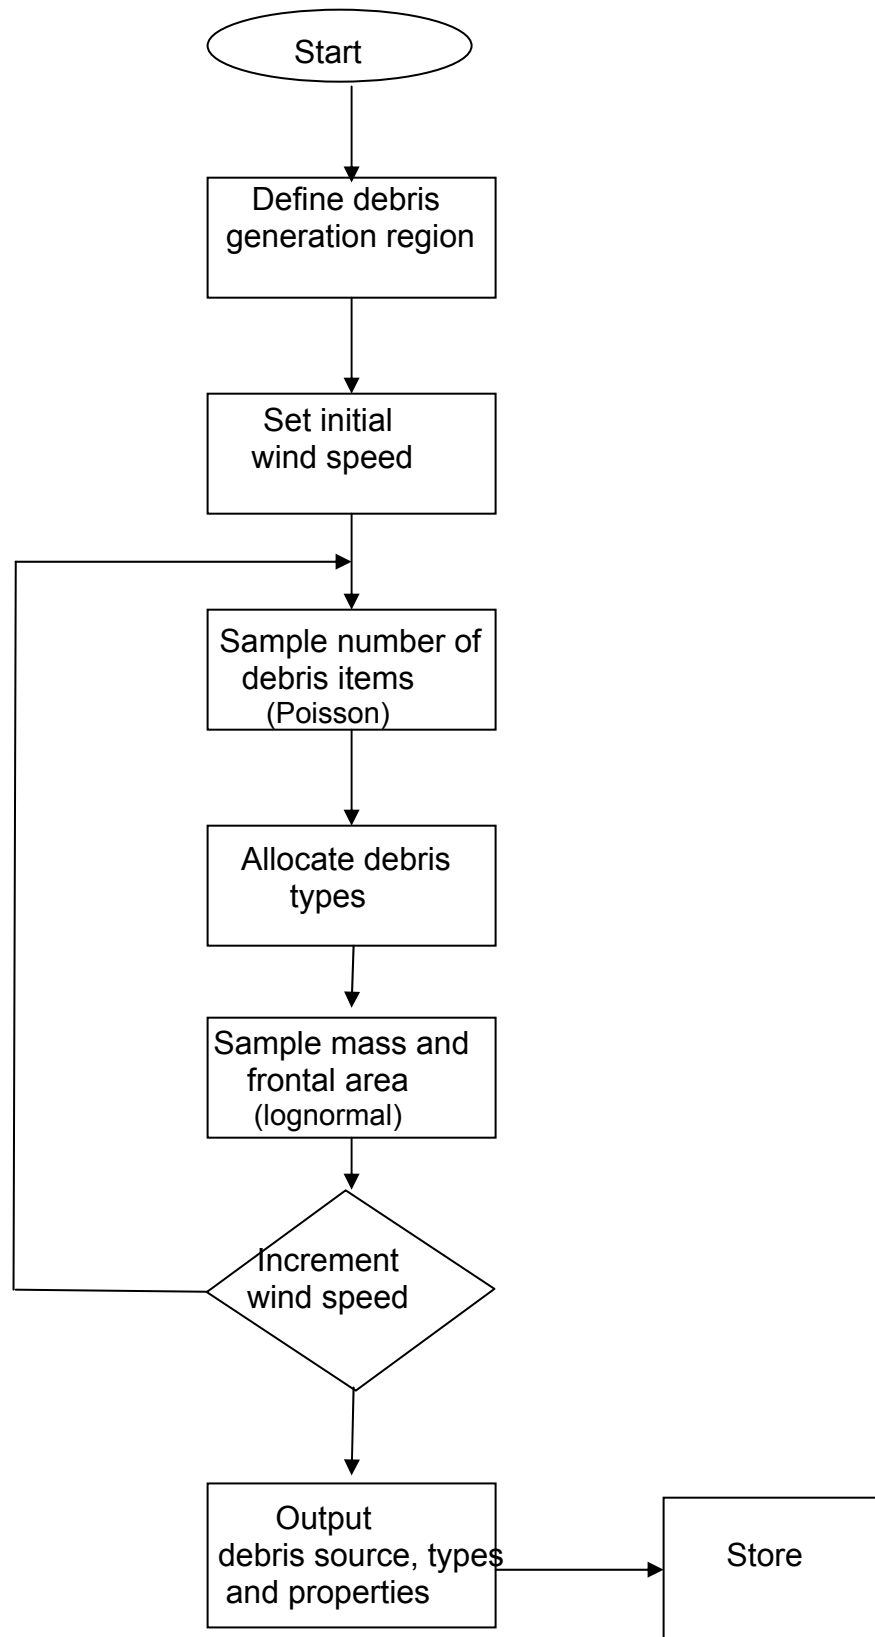 Start
Define debris
generation region
Set initial
wind speed
Sample number of
debris items
(Poisson)
Allocate debris
types
Sample mass and
frontal area
(lognormal)
Increment
wind speed
Output
debris source, types
and properties
Store